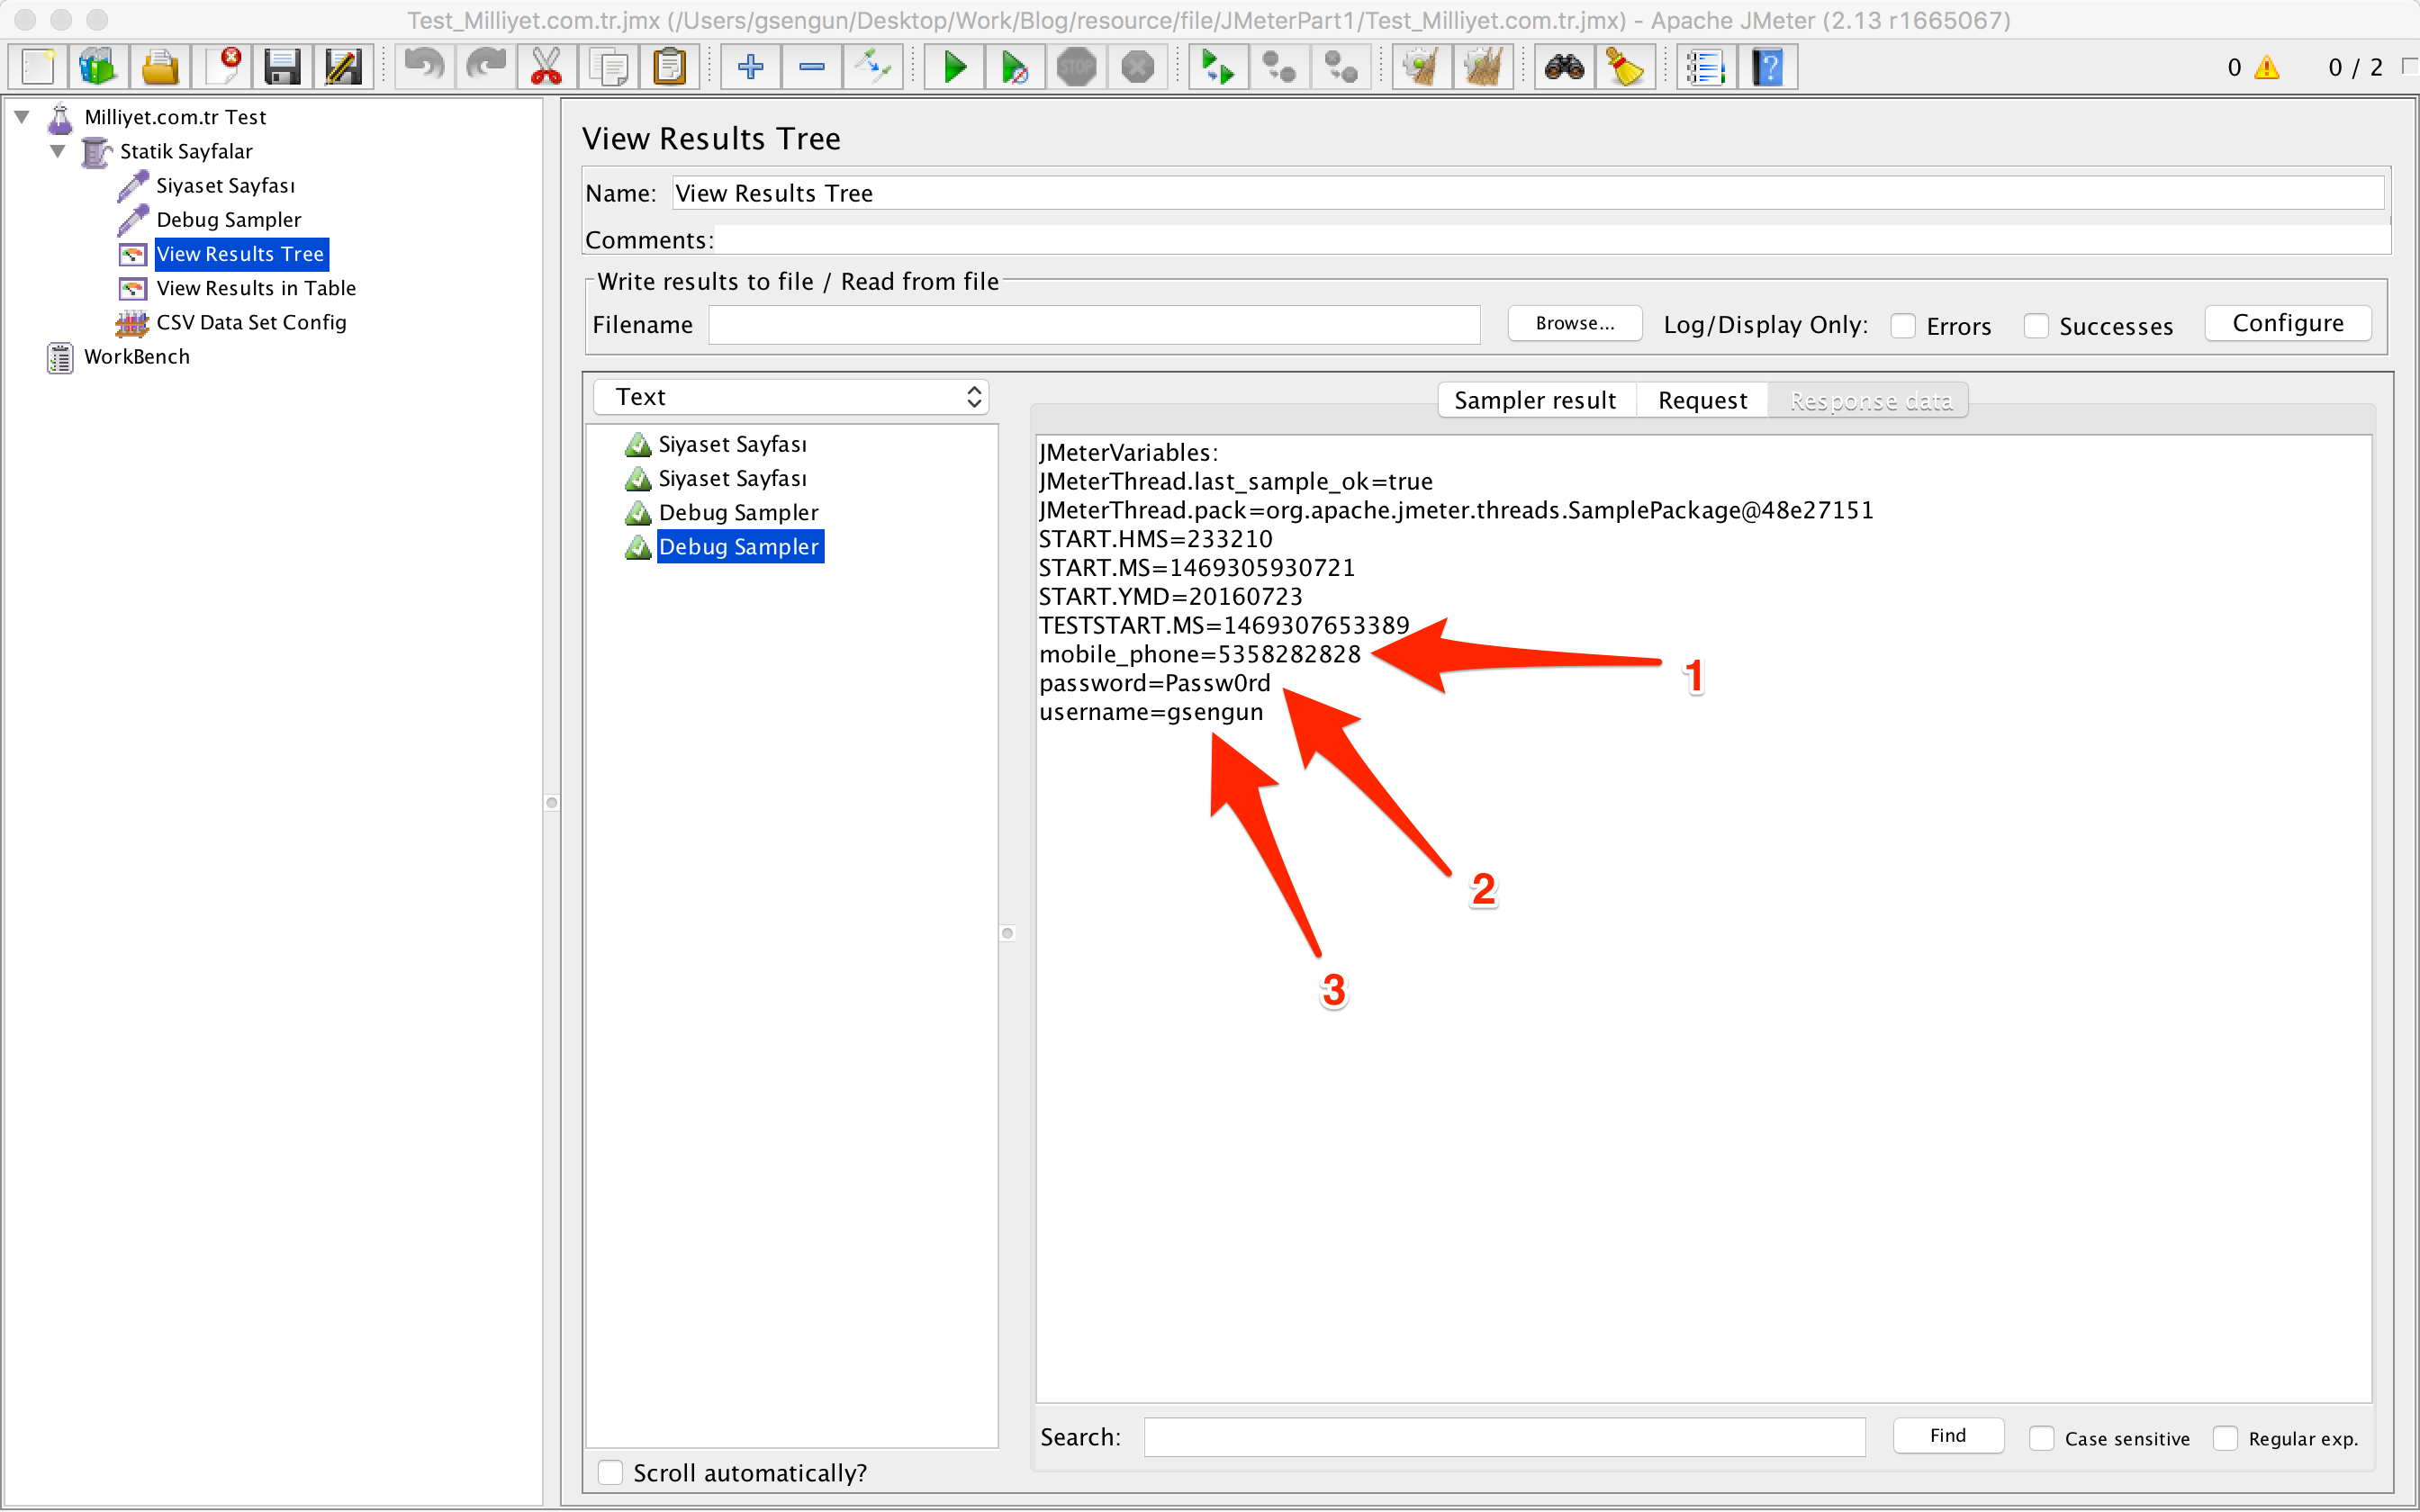 Test_Milliyet.com.tr.jmx (/Users/gsengun/Desktop/Work/Blog/resource/file/JMeterPart1/Test_Milliyet.com.tr.jmx) - Apache JMeter (2.13 r1665067)
STOP
0
0 / 2
Milliyet.com.tr Test
Statik Sayfalar
Siyaset Sayfası
Debug Sampler
View Results Tree
View Results in Table
CSV Data Set Config
WorkBench
View Results Tree
Name: View Results Tree
Comments:
Write results to file / Read from file
Filename Browse... Log/Display Only: Errors Successes Configure
Text
Siyaset Sayfası
Siyaset Sayfası
Debug Sampler
Debug Sampler
Scroll automatically?
Sampler result Request Response data
JMeterVariables:
JMeterThread.last_sample_ok=true
JMeterThread.pack=org.apache.jmeter.threads.SamplePackage@48e27151
START.HMS=233210
START.MS=1469305930721
START.YMD=20160723
TESTSTART.MS=1469307653389
mobile_phone=5358282828
password=Passw0rd
username=gsengun
1
2
3
Search: Find Case sensitive Regular exp.